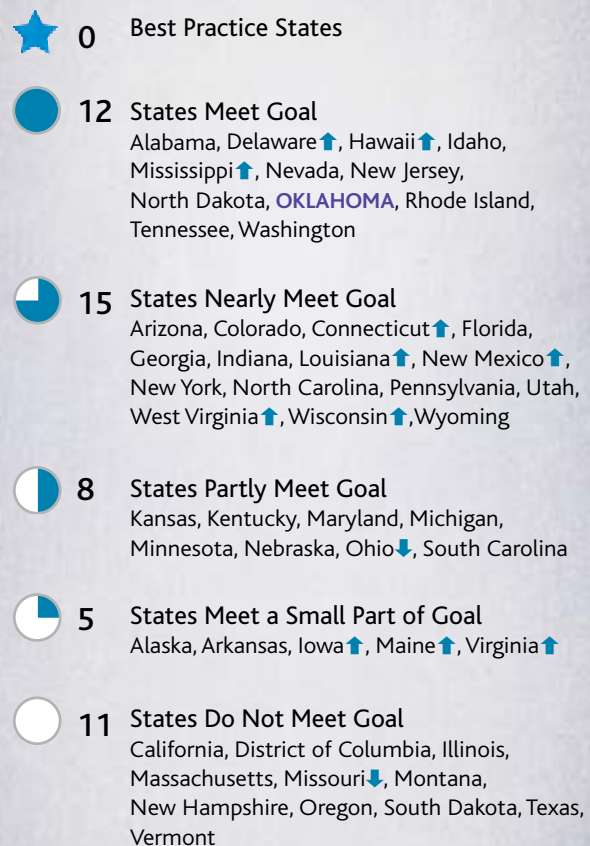 0 Best Practice States
12 States Meet Goal
Alabama, Delaware⬆, Hawaii⬆, Idaho,
Mississippi⬆, Nevada, New Jersey,
North Dakota, OKLAHOMA, Rhode Island,
Tennessee, Washington
15 States Nearly Meet Goal
Arizona, Colorado, Connecticut⬆, Florida,
Georgia, Indiana, Louisiana⬆, New Mexico⬆,
New York, North Carolina, Pennsylvania, Utah,
West Virginia⬆, Wisconsin⬆,Wyoming
8 States Partly Meet Goal
Kansas, Kentucky, Maryland, Michigan,
Minnesota, Nebraska, Ohio⬇, South Carolina
5 States Meet a Small Part of Goal
Alaska, Arkansas, Iowa⬆, Maine⬆, Virginia⬆
11 States Do Not Meet Goal
California, District of Columbia, Illinois,
Massachusetts, Missouri⬇, Montana,
New Hampshire, Oregon, South Dakota, Texas,
Vermont